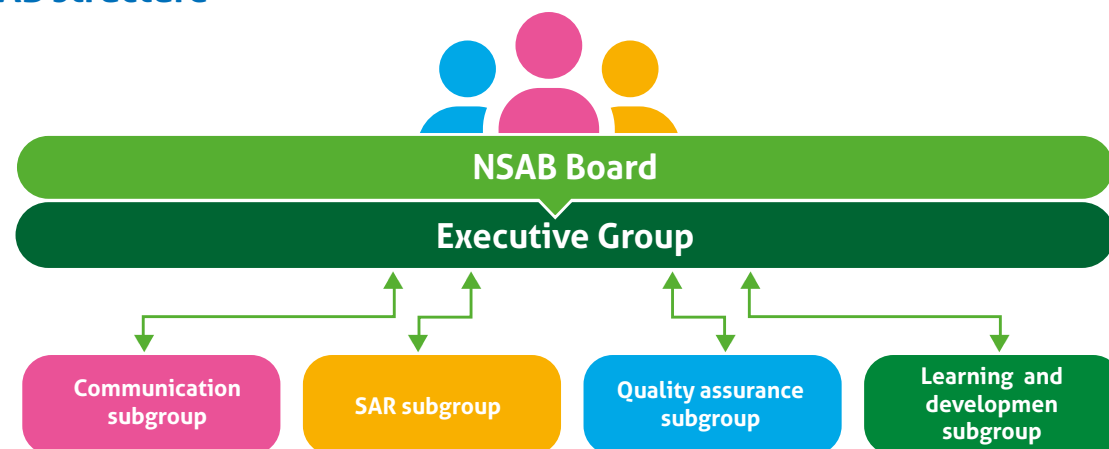 NSAB Board
Executive Group
Communication
subgroup
SAR subgroup
Quality assurance
subgroup
Learning and
developmen
subgroup